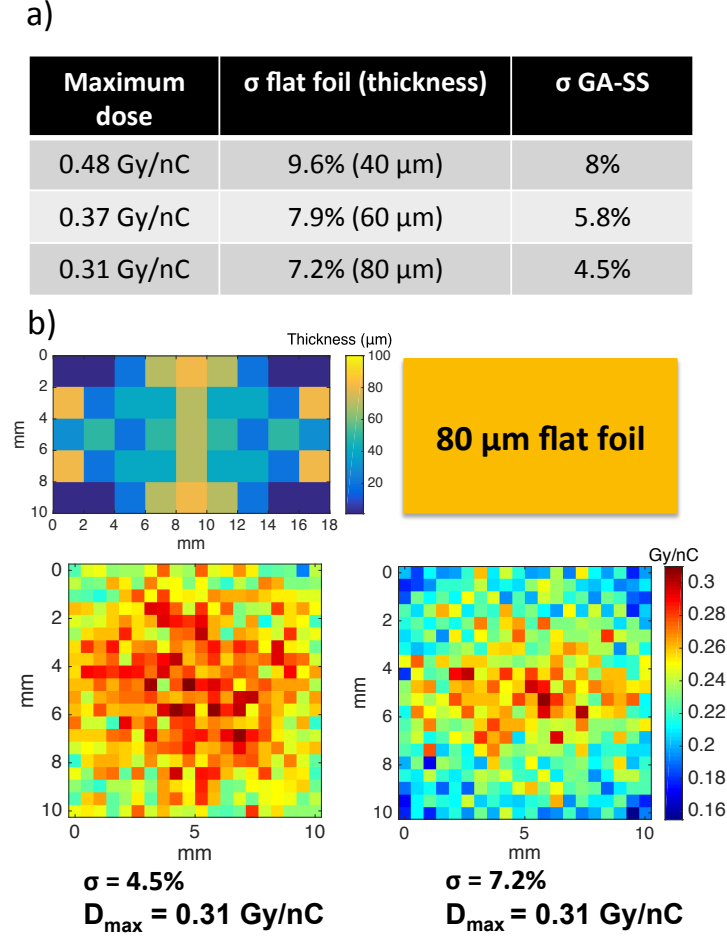 a)
Maximum dose σ flat foil (thickness) σ GA-SS
0.48 Gy/nC 9.6% (40 μm) 8%
0.37 Gy/nC 7.9% (60 μm) 5.8%
0.31 Gy/nC 7.2% (80 μm) 4.5%
b)
Thickness (μm)
0
2
4
6
8
10
mm
0 2 4 6 8 10 12 14 16 18
mm
100
80
60
40
20
80 μm flat foil
0
2
4
6
8
10
mm
0 5 10
mm
0
2
4
6
8
10
mm
0 5 10
mm
Gy/nC
0.3
0.28
0.26
0.24
0.22
0.2
0.18
0.16
σ = 4.5%
Dmax = 0.31 Gy/nC
σ = 7.2%
Dmax = 0.31 Gy/nC